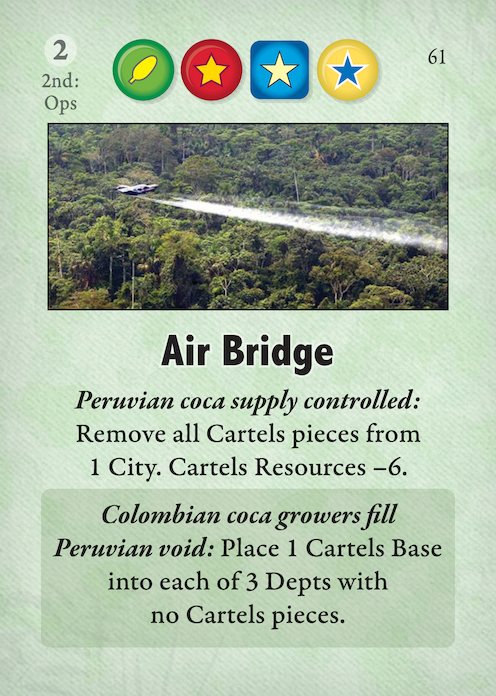 2
2nd:
Ops
61
Air Bridge
Peruvian coca supply controlled:
Remove all Cartels pieces from
1 City. Cartels Resources –6.
Colombian coca growers fill
Peruvian void: Place 1 Cartels Base
into each of 3 Depts with
no Cartels pieces.